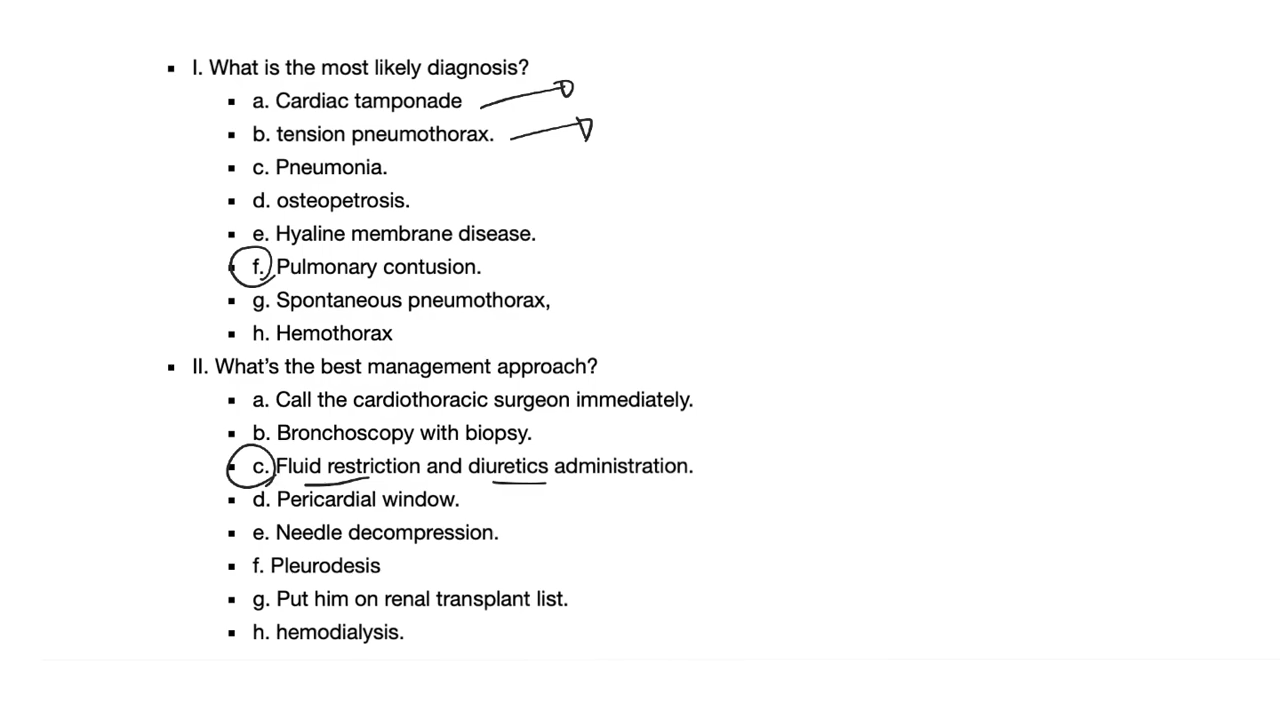 ▪ I. What is the most likely diagnosis?
▪ a. Cardiac tamponade
▪ b. tension pneumothorax.
▪ c. Pneumonia.
▪ d. osteopetrosis.
▪ e. Hyaline membrane disease.
▪ f. Pulmonary contusion.
▪ g. Spontaneous pneumothorax,
▪ h. Hemothorax
▪ II. What's the best management approach?
▪ a. Call the cardiothoracic surgeon immediately.
▪ b. Bronchoscopy with biopsy.
▪ c. Fluid restriction and diuretics administration.
▪ d. Pericardial window.
▪ e. Needle decompression.
▪ f. Pleurodesis
▪ g. Put him on renal transplant list.
▪ h. hemodialysis.